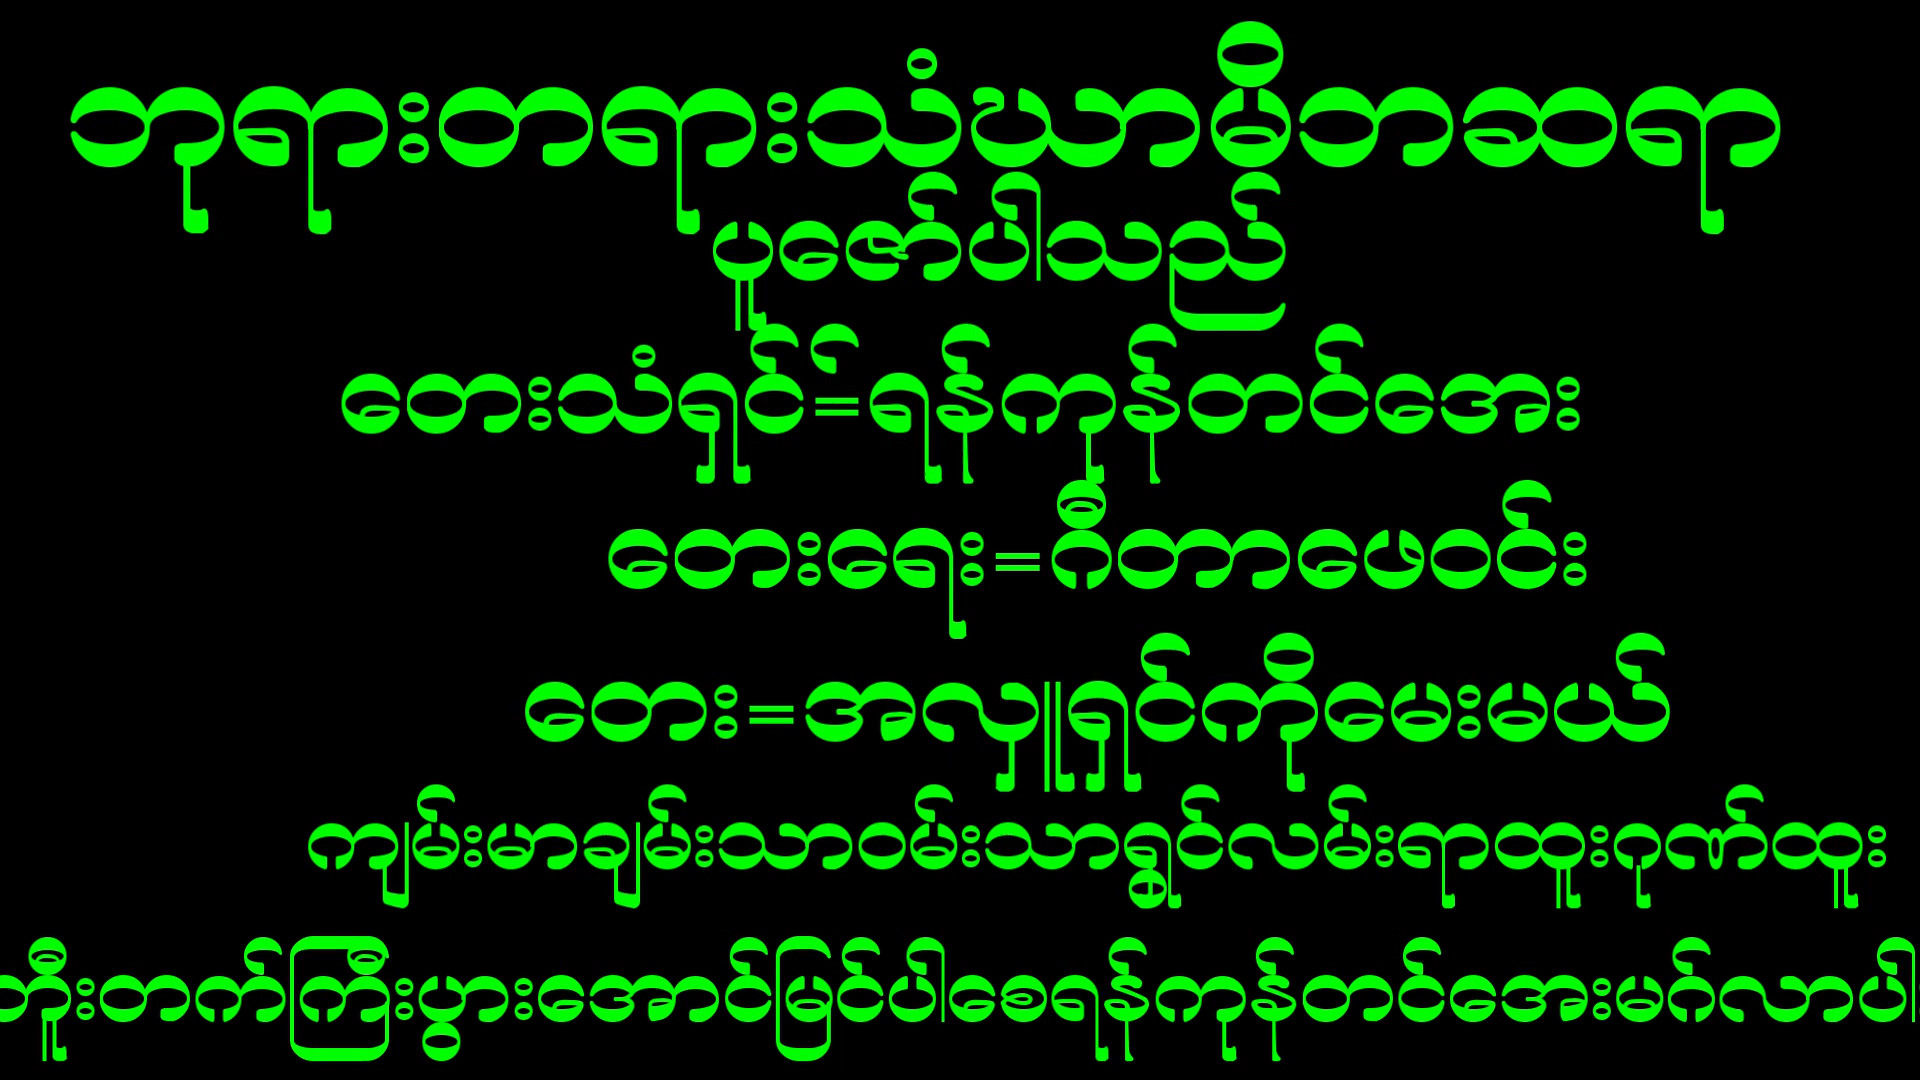 ဘုရားတရားသံဃာမိဘဆရာ
ပူဇော်ပါသည်
တေးသံရှင််=ရန်ကုန်တင်အေး
တေးရေး=ဂီတာဖေဝင်း
တေး=အလှူရှင်ကိုမေးမယ်
ကျမ်းမာချမ်းသာဝမ်းသာရွှင်လမ်းရာထူးဂုဏ်ထူး
တက်ကြီးပွားအောင်မြင်ပါစေရန်ကုန်တင်အေးမဂ်လာပါ